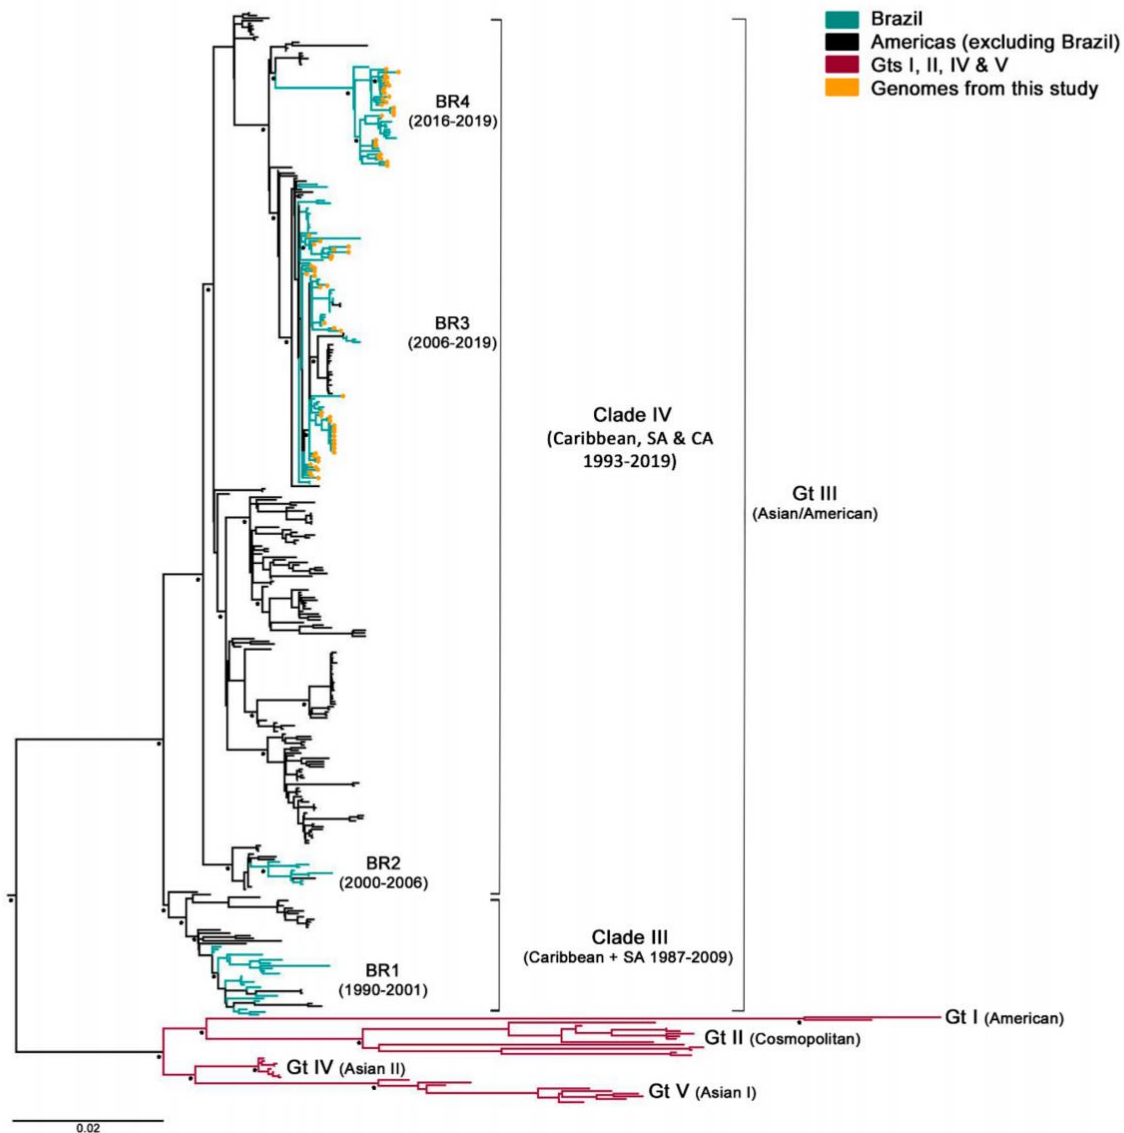 Brazil
Americas (excluding Brazil)
Gts I, II, IV & V
Genomes from this study
BR4
(2016-2019)
BR3
(2006-2019)
Clade IV
(Caribbean, SA & CA
1993-2019)
Gt III
(Asian/American)
BR2
(2000-2006)
Clade III
(Caribbean + SA 1987-2009)
BR1
(1990-2001)
Gt I (American)
Gt II (Cosmopolitan)
Gt IV (Asian II)
Gt V (Asian I)
0.02